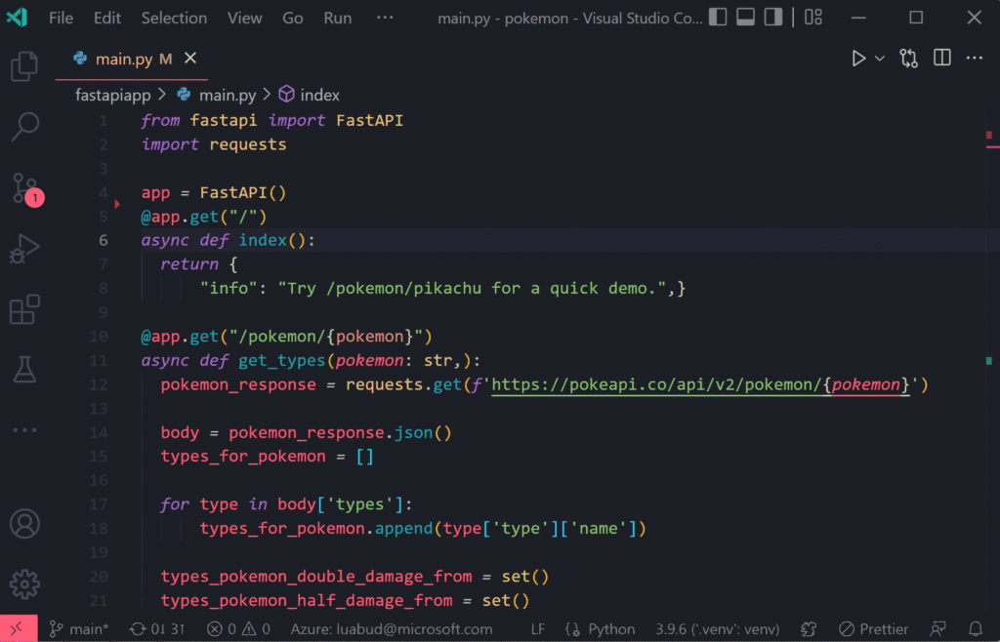 File Edit Selection View Go Run ··· main.py - pokemon - Visual Studio Co...
main.py M
fastapiapp > main.py > index
1 from fastapi import FastAPI
2 import requests
3
4 app = FastAPI()
5 @app.get("/")
6 async def index():
7 return {
8 "info": "Try /pokemon/pikachu for a quick demo.",}
9
10 @app.get("/pokemon/{pokemon}")
11 async def get_types(pokemon: str,):
12 pokemon_response = requests.get(f'https://pokeapi.co/api/v2/pokemon/{pokemon}')
13
14 body = pokemon_response.json()
15 types_for_pokemon = []
16
17 for type in body['types']:
18 types_for_pokemon.append(type['type']['name'])
19
20 types_pokemon_double_damage_from = set()
21 types_pokemon_half_damage_from = set()
1
main* 0↓ 3↑ 0 0 Azure: luabud@microsoft.com LF {} Python 3.9.6 ('.venv': venv) Prettier